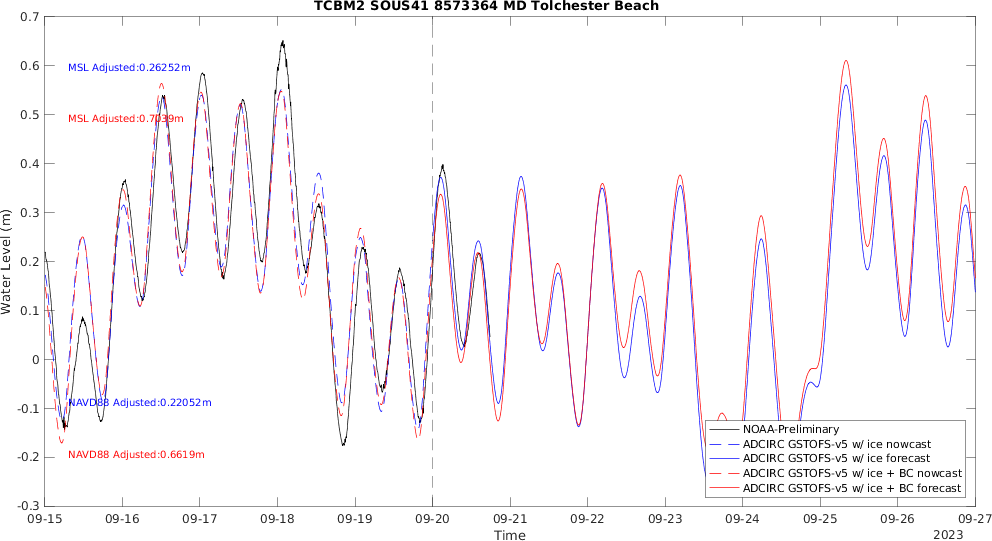 TCBM2 SOUS41 8573364 MD Tolchester Beach
0.7
0.6
0.5
0.4
0.3
0.2
0.1
0
-0.1
-0.2
-0.3
Water Level (m)
MSL Adjusted:0.26252m
MSL Adjusted:0.7039m
NAVD88 Adjusted:0.22052m
NAVD88 Adjusted:0.6619m
NOAA-Preliminary
ADCIRC GSTOFS-v5 w/ ice nowcast
ADCIRC GSTOFS-v5 w/ ice forecast
ADCIRC GSTOFS-v5 w/ ice + BC nowcast
ADCIRC GSTOFS-v5 w/ ice + BC forecast
09-15 09-16 09-17 09-18 09-19 09-20 09-21 09-22 09-23 09-24 09-25 09-26 09-27
Time
2023